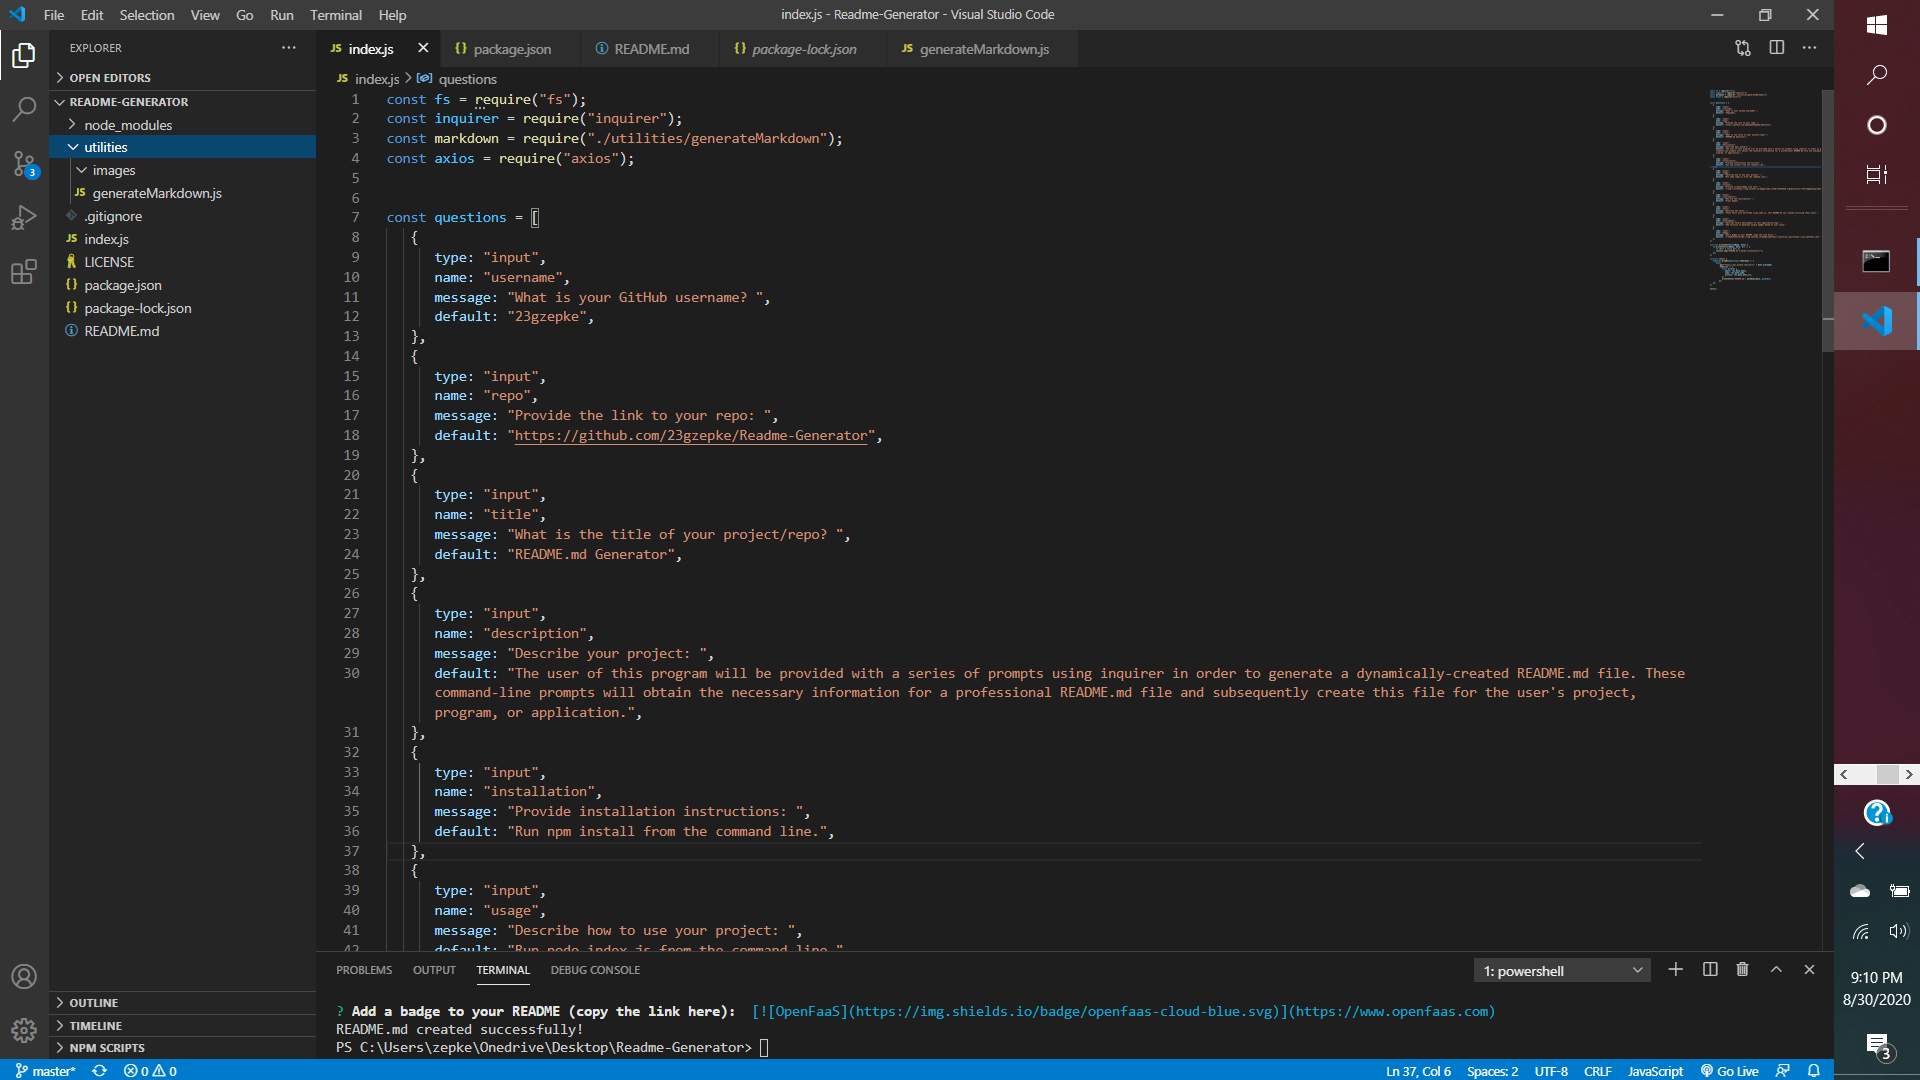 File Edit Selection View Go Run Terminal Help
index.js - Readme-Generator - Visual Studio Code
EXPLORER
OPEN EDITORS
README-GENERATOR
node_modules
utilities
images
JS generateMarkdown.js
.gitignore
JS index.js
LICENSE
{} package.json
{} package-lock.json
README.md
OUTLINE
TIMELINE
NPM SCRIPTS
3
JS index.js {} package.json README.md {} package-lock.json JS generateMarkdown.js
JS index.js > questions
1 const fs = require("fs");
2 const inquirer = require("inquirer");
3 const markdown = require("./utilities/generateMarkdown");
4 const axios = require("axios");
5
6
7 const questions = [
8 {
9 type: "input",
10 name: "username",
11 message: "What is your GitHub username? ",
12 default: "23gzepke",
13 },
14 {
15 type: "input",
16 name: "repo",
17 message: "Provide the link to your repo: ",
18 default: "https://github.com/23gzepke/Readme-Generator",
19 },
20 {
21 type: "input",
22 name: "title",
23 message: "What is the title of your project/repo? ",
24 default: "README.md Generator",
25 },
26 {
27 type: "input",
28 name: "description",
29 message: "Describe your project: ",
30 default: "The user of this program will be provided with a series of prompts using inquirer in order to generate a dynamically-created README.md file. These
command-line prompts will obtain the necessary information for a professional README.md file and subsequently create this file for the user's project,
program, or application.",
31 },
32 {
33 type: "input",
34 name: "installation",
35 message: "Provide installation instructions: ",
36 default: "Run npm install from the command line.",
37 },
38 {
39 type: "input",
40 name: "usage",
41 message: "Describe how to use your project: ",
42 default: "Run node index.js from the command line."
PROBLEMS OUTPUT TERMINAL DEBUG CONSOLE
1: powershell
? Add a badge to your README (copy the link here): [![OpenFaaS](https://img.shields.io/badge/openfaas-cloud-blue.svg)](https://www.openfaas.com)
README.md created successfully!
PS C:\Users\zepke\Onedrive\Desktop\Readme-Generator>
master* 0 0
Ln 37, Col 6 Spaces: 2 UTF-8 CRLF JavaScript Go Live
9:10 PM
8/30/2020
3